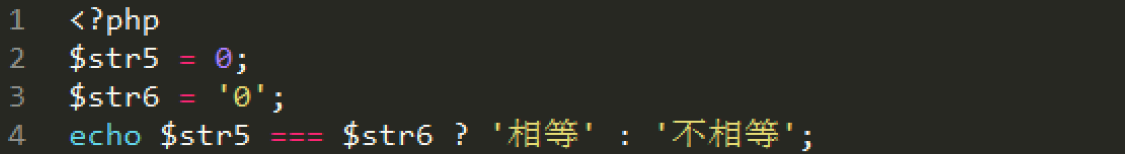 1 <?php
2 $str5 = 0;
3 $str6 = '0';
4 echo $str5 === $str6 ? '相等' : '不相等';